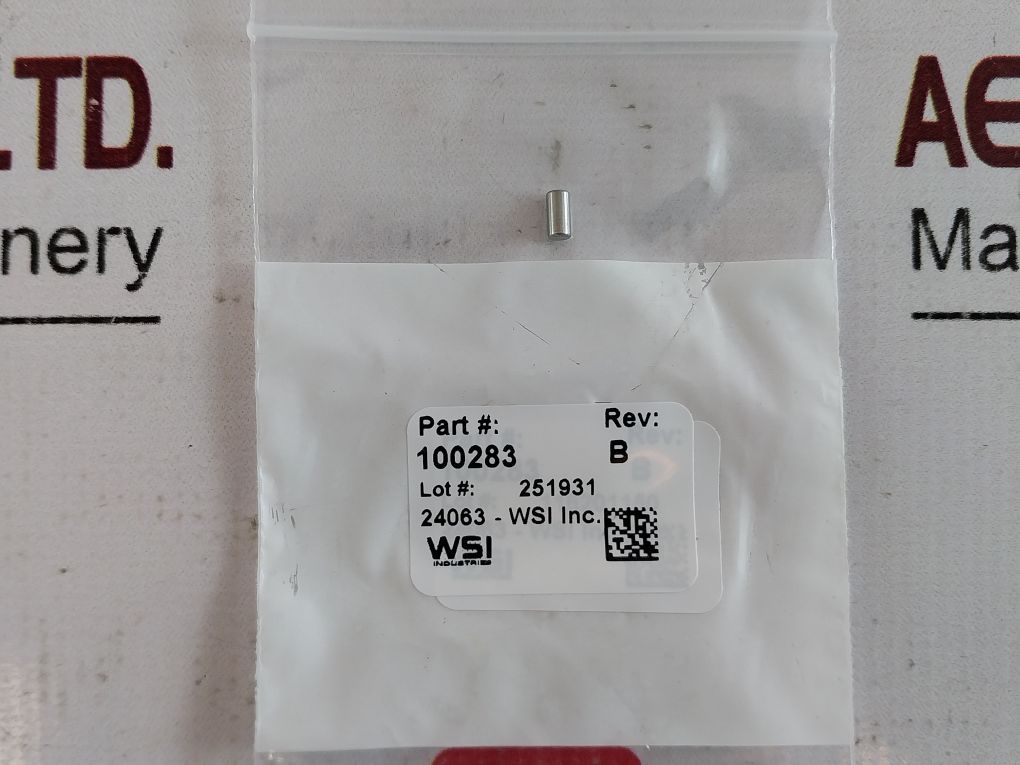 LTD.
nery
AE
Ma
Part #: Rev:
100283 B
Lot #: 251931
24063 - WSI Inc.
WSI
INDUSTRIES